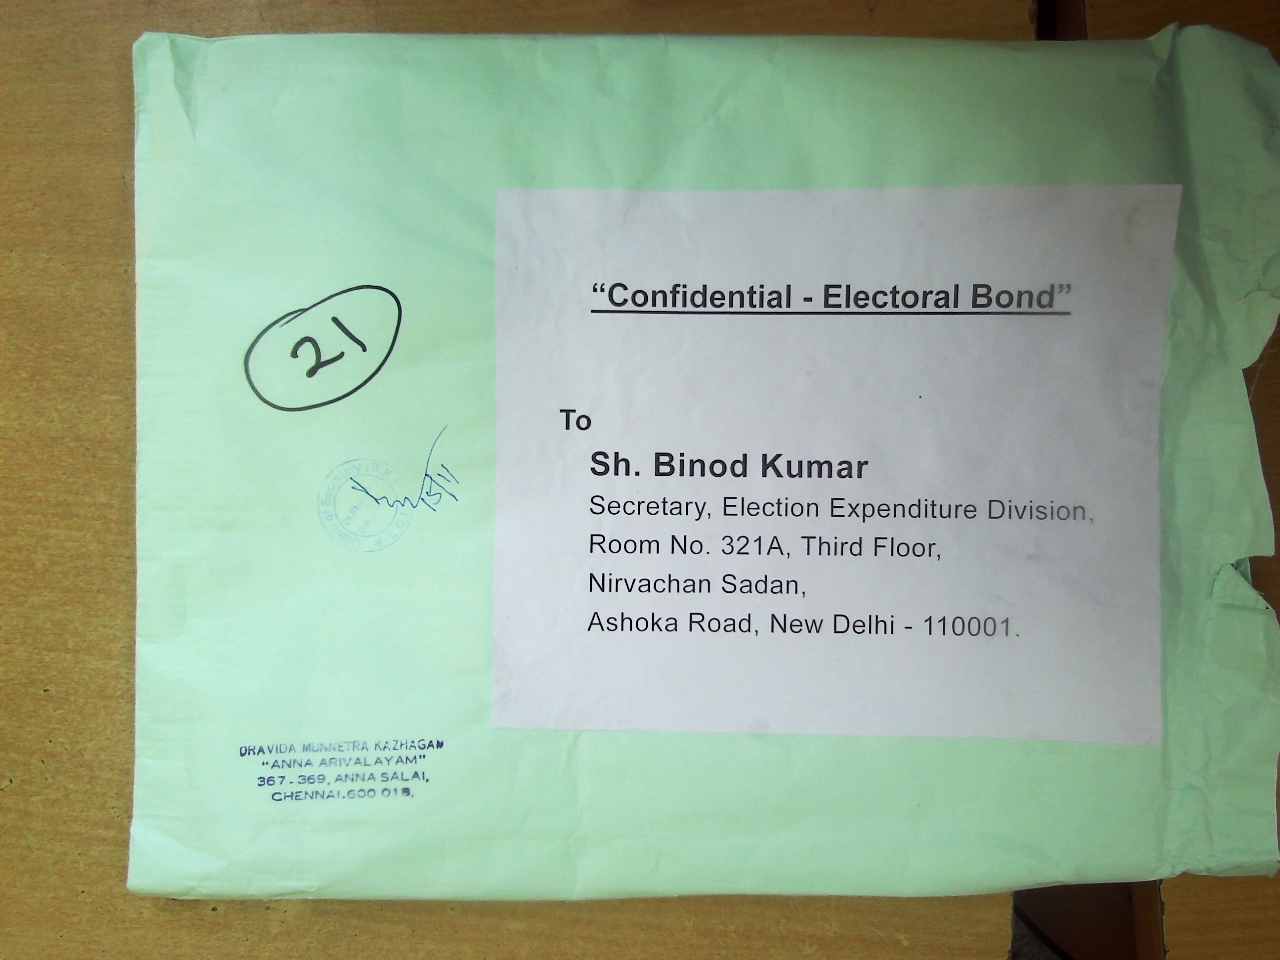 “Confidential - Electoral Bond”
21
To
Sh. Binod Kumar
Secretary, Election Expenditure Division,
Room No. 321A, Third Floor,
Nirvachan Sadan,
Ashoka Road, New Delhi - 110001.
15/11
DRAVIDA MUNNETRA KAZHAGAM
"ANNA ARIVALAYAM"
367-369, ANNA SALAI,
CHENNAI.600 018.